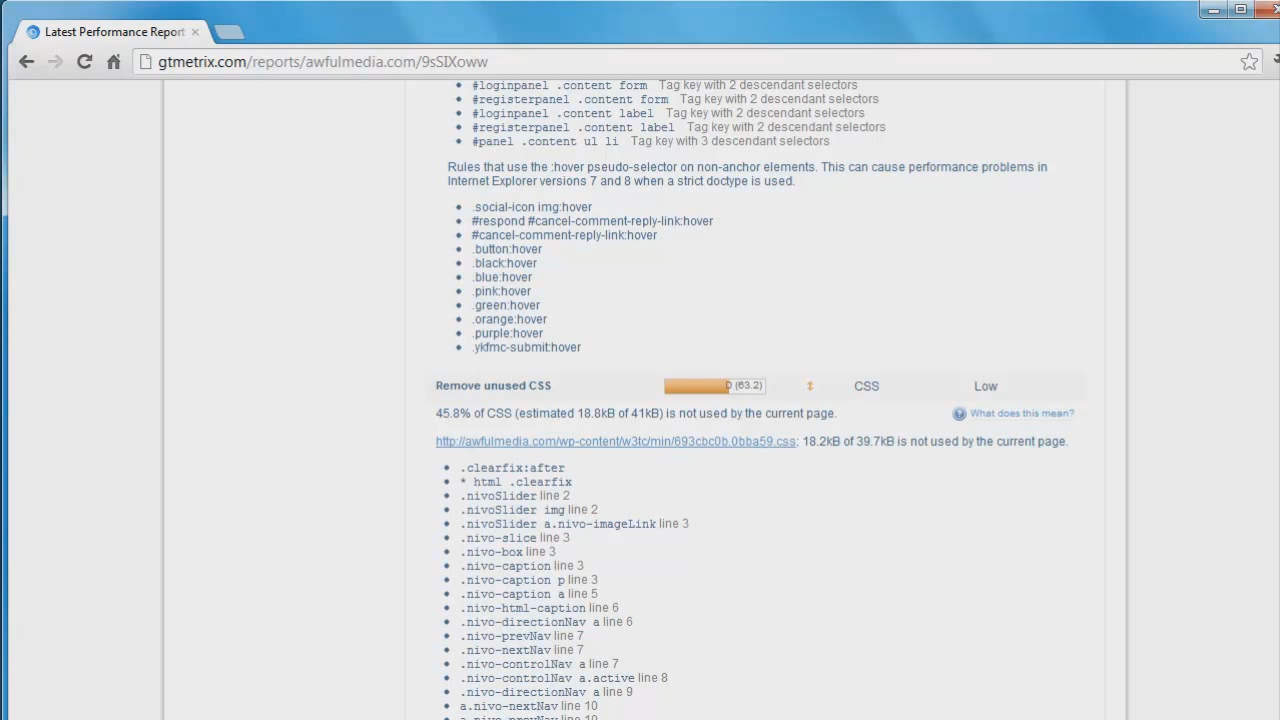 Latest Performance Report
gtmetrix.com/reports/awfulmedia.com/9sSIXoww
#loginpanel .content form Tag key with 2 descendant selectors
#registerpanel .content form Tag key with 2 descendant selectors
#loginpanel .content label Tag key with 2 descendant selectors
#registerpanel .content label Tag key with 2 descendant selectors
#panel .content ul li Tag key with 3 descendant selectors
Rules that use the :hover pseudo-selector on non-anchor elements. This can cause performance problems in
Internet Explorer versions 7 and 8 when a strict doctype is used.
.social-icon img:hover
#respond #cancel-comment-reply-link:hover
#cancel-comment-reply-link:hover
.button:hover
.black:hover
.blue:hover
.pink:hover
.green:hover
.orange:hover
.purple:hover
.ykfmc-submit:hover
Remove unused CSS D (63.2) CSS Low
45.8% of CSS (estimated 18.8kB of 41kB) is not used by the current page. What does this mean?
http://awfulmedia.com/wp-content/w3tc/min/693cbc0b.0bba59.css: 18.2kB of 39.7kB is not used by the current page.
.clearfix:after
* html .clearfix
.nivoSlider line 2
.nivoSlider img line 2
.nivoSlider a.nivo-imageLink line 3
.nivo-slice line 3
.nivo-box line 3
.nivo-caption line 3
.nivo-caption p line 3
.nivo-caption a line 5
.nivo-html-caption line 6
.nivo-directionNav a line 6
.nivo-prevNav line 7
.nivo-nextNav line 7
.nivo-controlNav a line 7
.nivo-controlNav a.active line 8
.nivo-directionNav a line 9
a.nivo-nextNav line 10
a.nivo-prevNav line 10